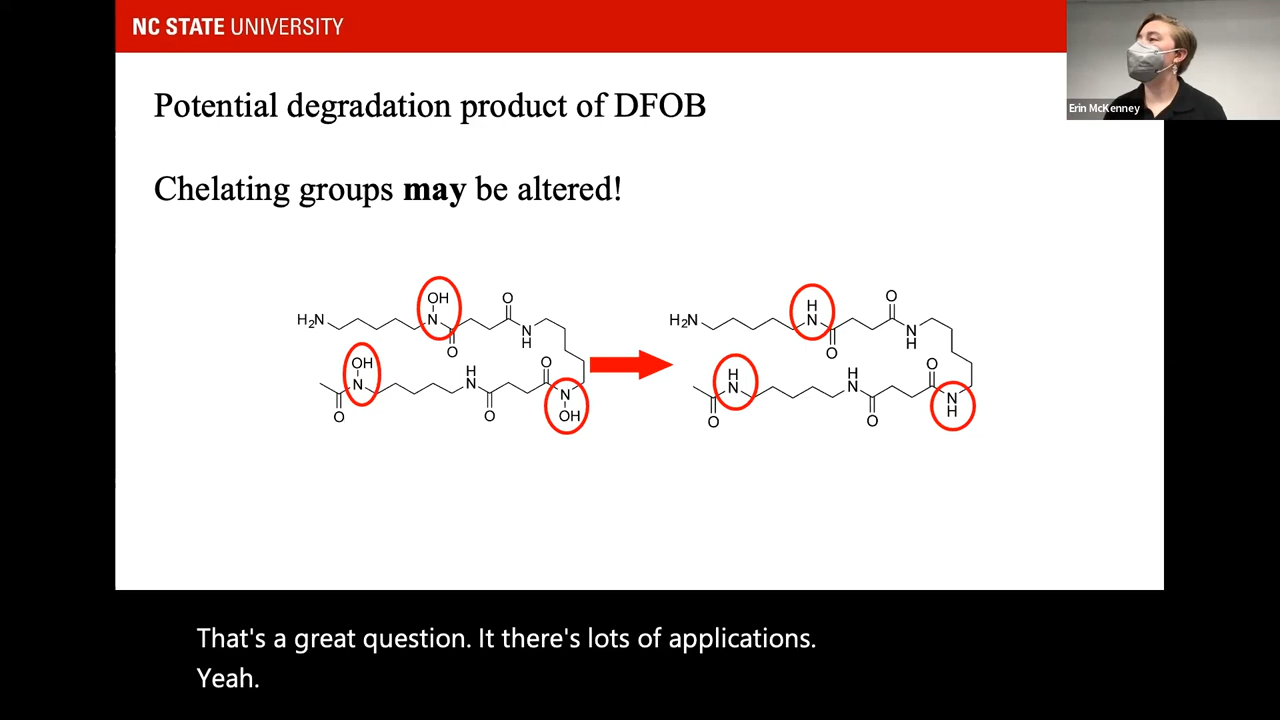 NC STATE UNIVERSITY
Erin McKenney
Potential degradation product of DFOB
Chelating groups may be altered!
OH
N
O
O
H2N
N
H
OH
N
O
H
N
O
O
N
OH
H
N
O
O
H2N
N
H
H
N
O
H
N
O
O
N
H
That's a great question. It there's lots of applications.
Yeah.